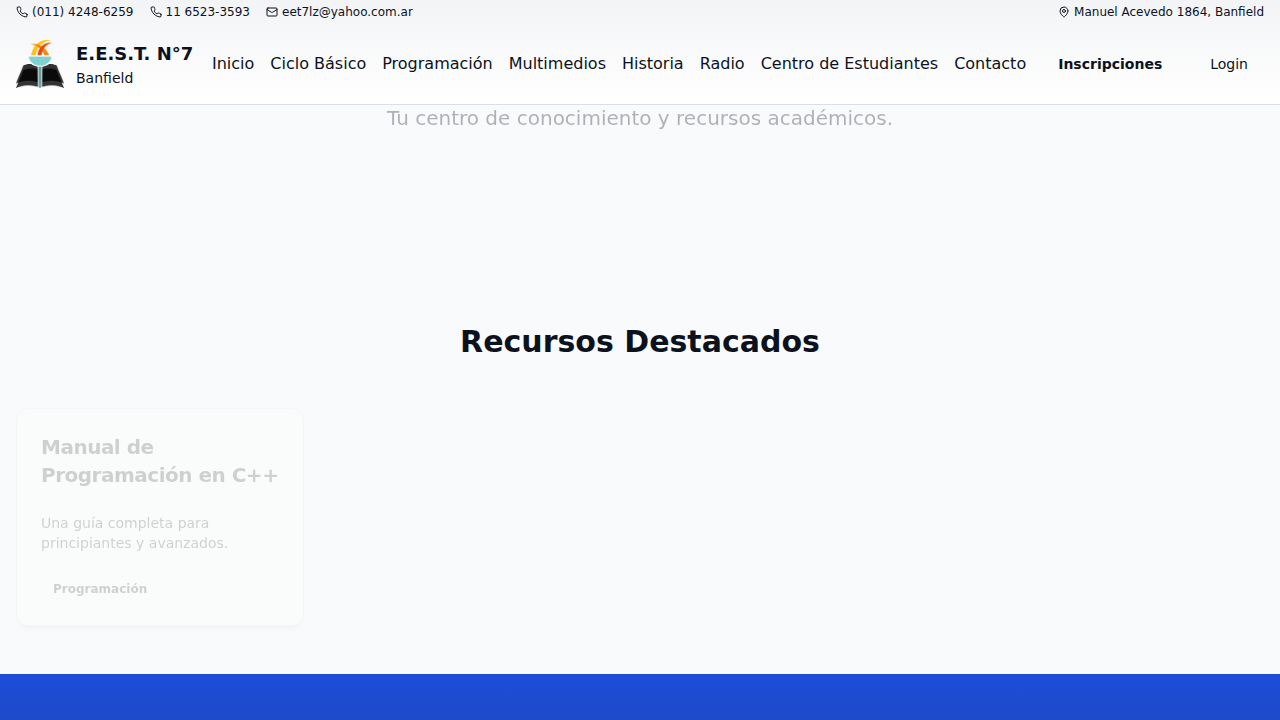 (011) 4248-6259
11 6523-3593
eet7lz@yahoo.com.ar
Manuel Acevedo 1864, Banfield
E.E.S.T. N°7
Banfield
Inicio
Ciclo Básico
Programación
Multimedios
Historia
Radio
Centro de Estudiantes
Contacto
Inscripciones
Login
Tu centro de conocimiento y recursos académicos.
Recursos Destacados
Manual de
Programación en C++
Una guía completa para
principiantes y avanzados.
Programación